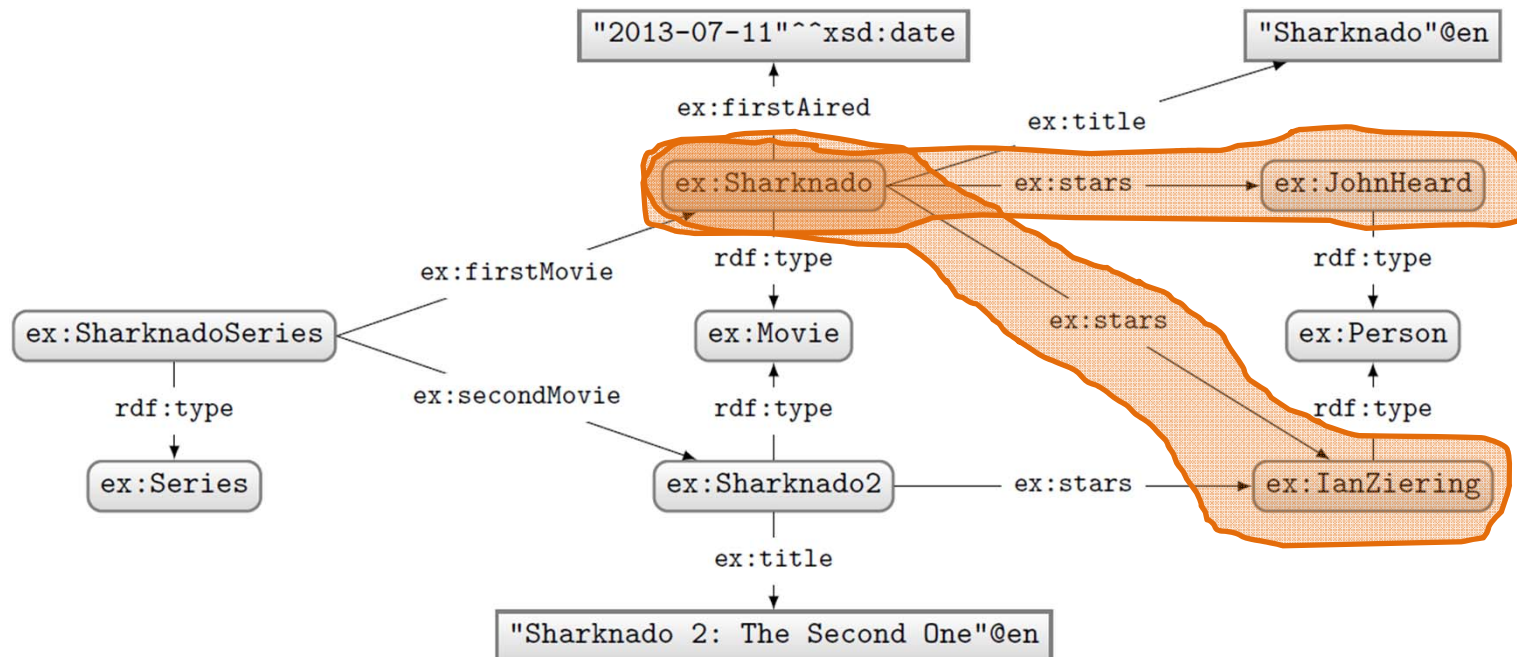 "2013-07-11"^^xsd:date
"Sharknado"@en
ex:firstAired
ex:title
ex:Sharknado
ex:stars
ex:JohnHeard
ex:firstMovie
rdf:type
rdf:type
ex:SharknadoSeries
ex:Movie
ex:stars
ex:Person
rdf:type
ex:secondMovie
rdf:type
rdf:type
ex:Series
ex:Sharknado2
ex:stars
ex:IanZiering
ex:title
"Sharknado 2: The Second One"@en